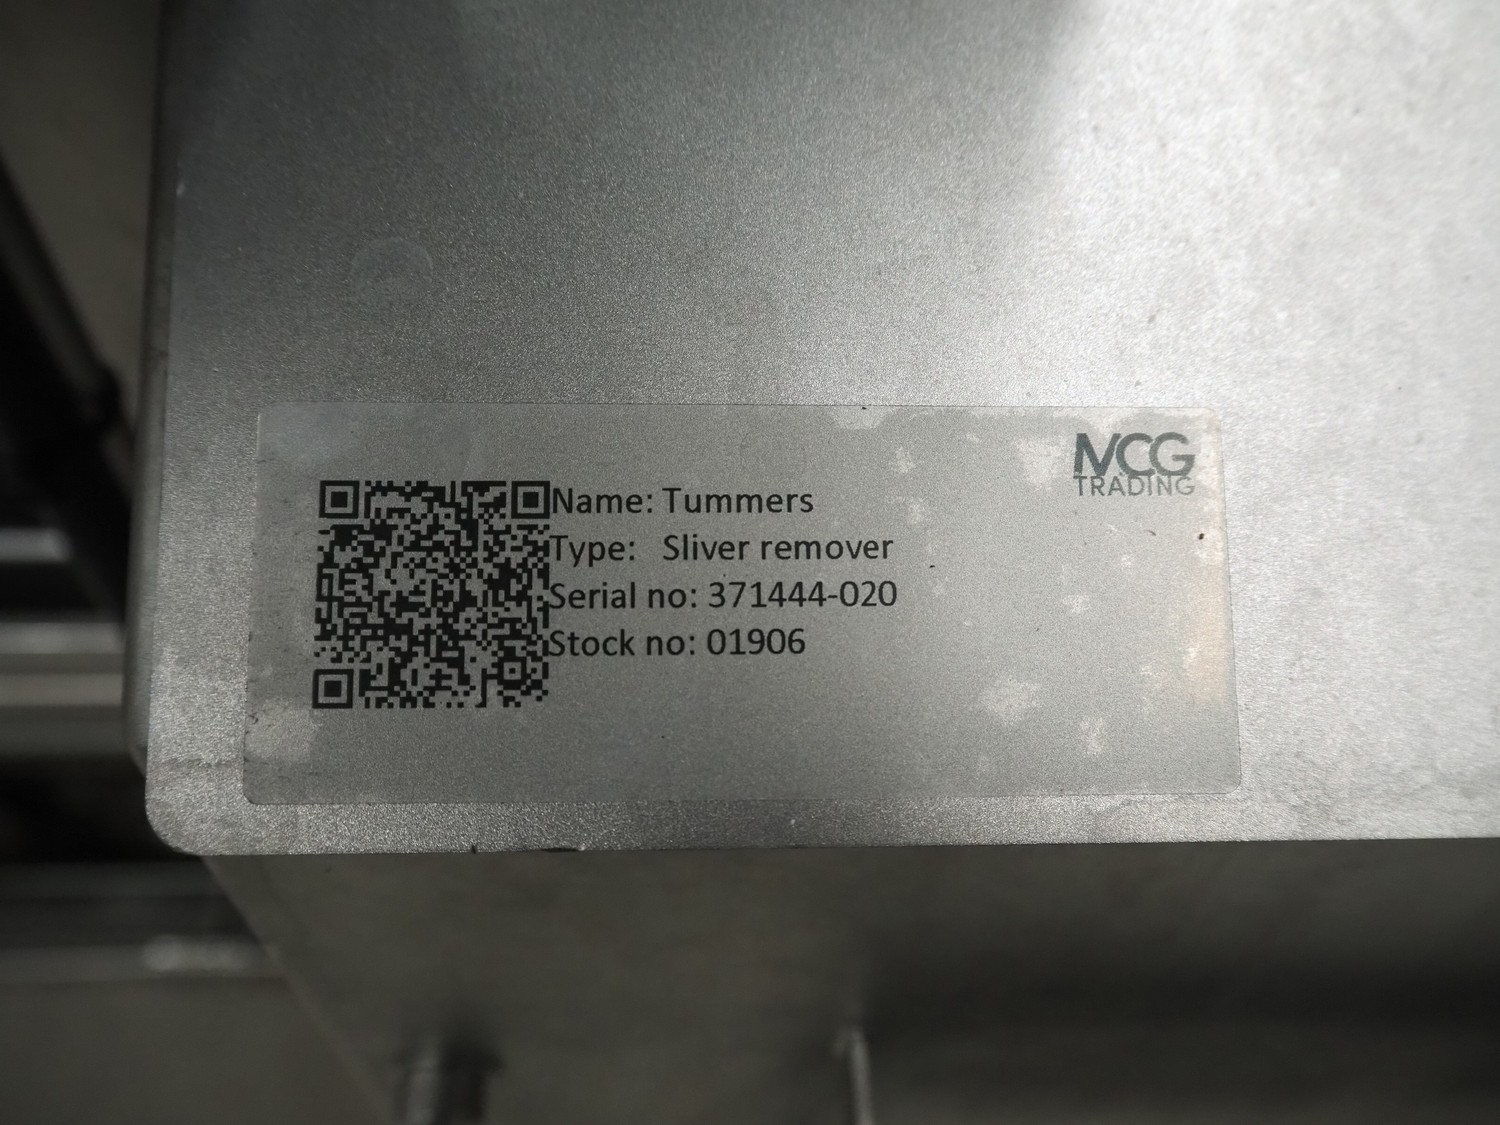 MCG
TRADING
Name: Tummers
Type: Sliver remover
Serial no: 371444-020
Stock no: 01906